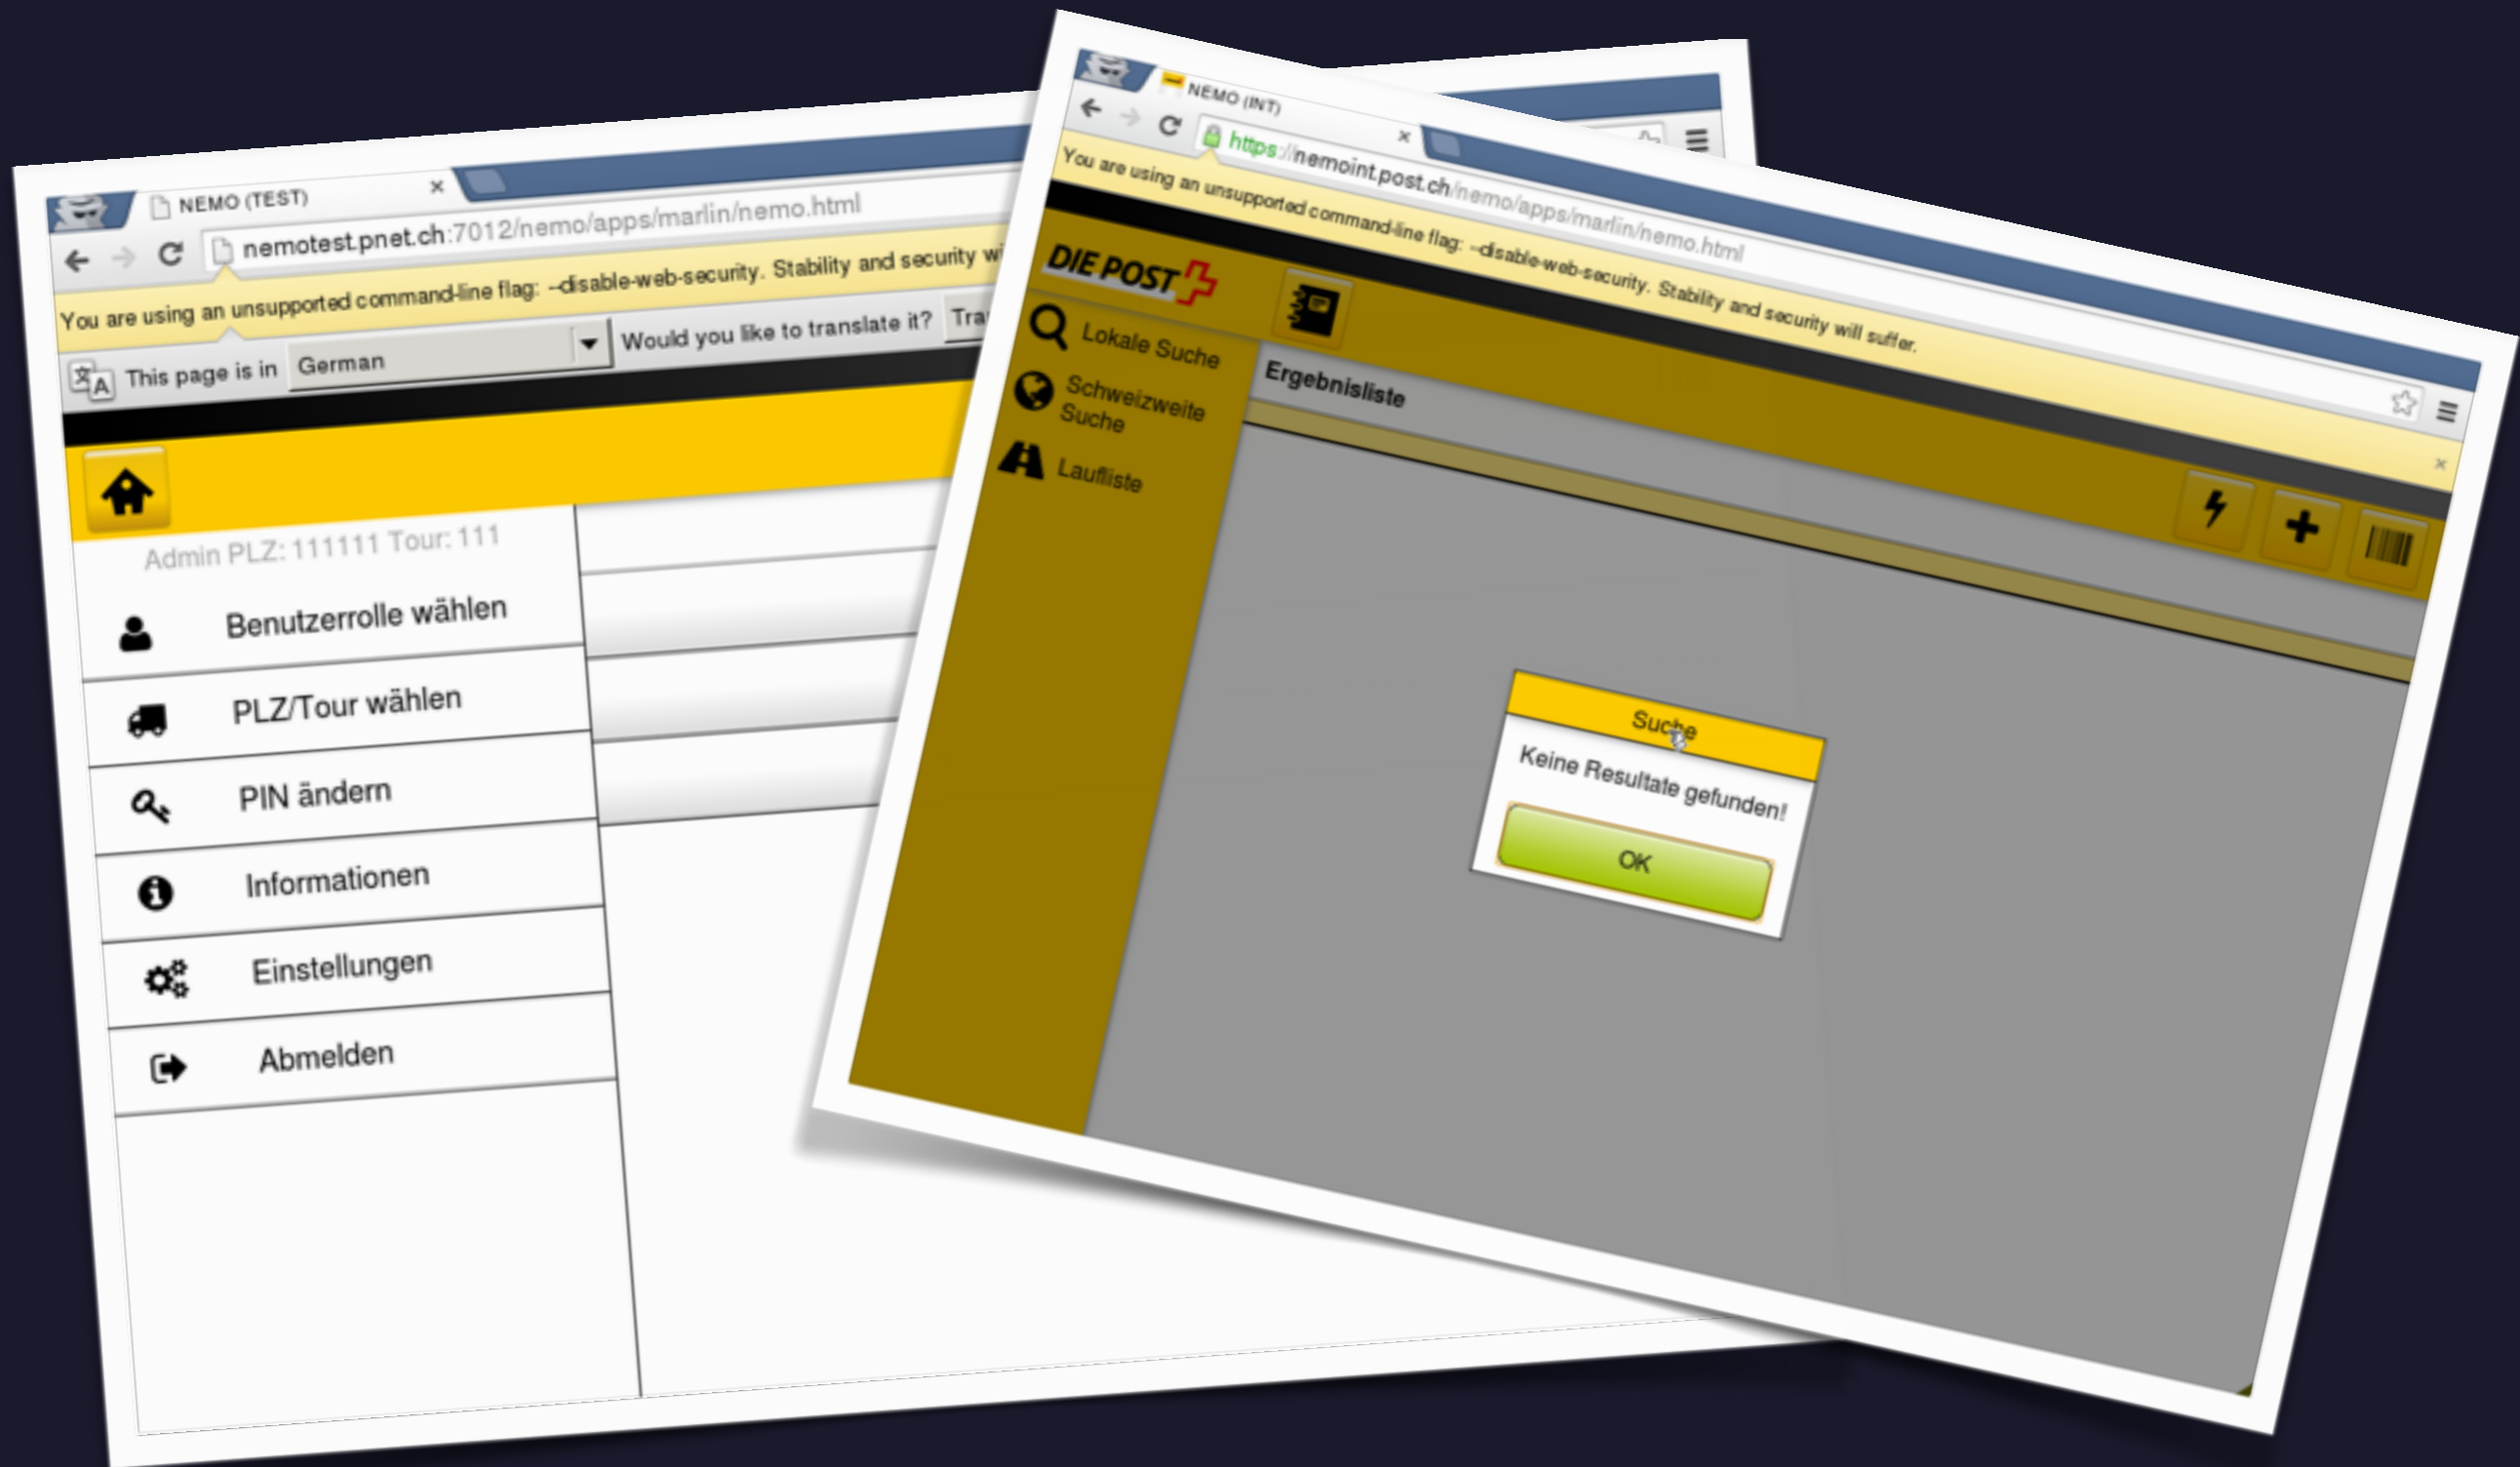 NEMO (TEST)
nemotest.pnet.ch:7012/nemo/apps/marlin/nemo.html
You are using an unsupported command-line flag: --disable-web-security. Stability and security wi
This page is in
German
Would you like to translate it?
Tra
Admin PLZ: 111111 Tour: 111
Benutzerrolle wählen
PLZ/Tour wählen
PIN ändern
Informationen
Einstellungen
Abmelden
NEMO (INT)
https://nemoint.post.ch/nemo/apps/marlin/nemo.html
You are using an unsupported command-line flag: --disable-web-security. Stability and security will suffer.
DIE POST
Lokale Suche
Schweizweite
Suche
Laufliste
Ergebnisliste
Suche
Keine Resultate gefunden!
OK